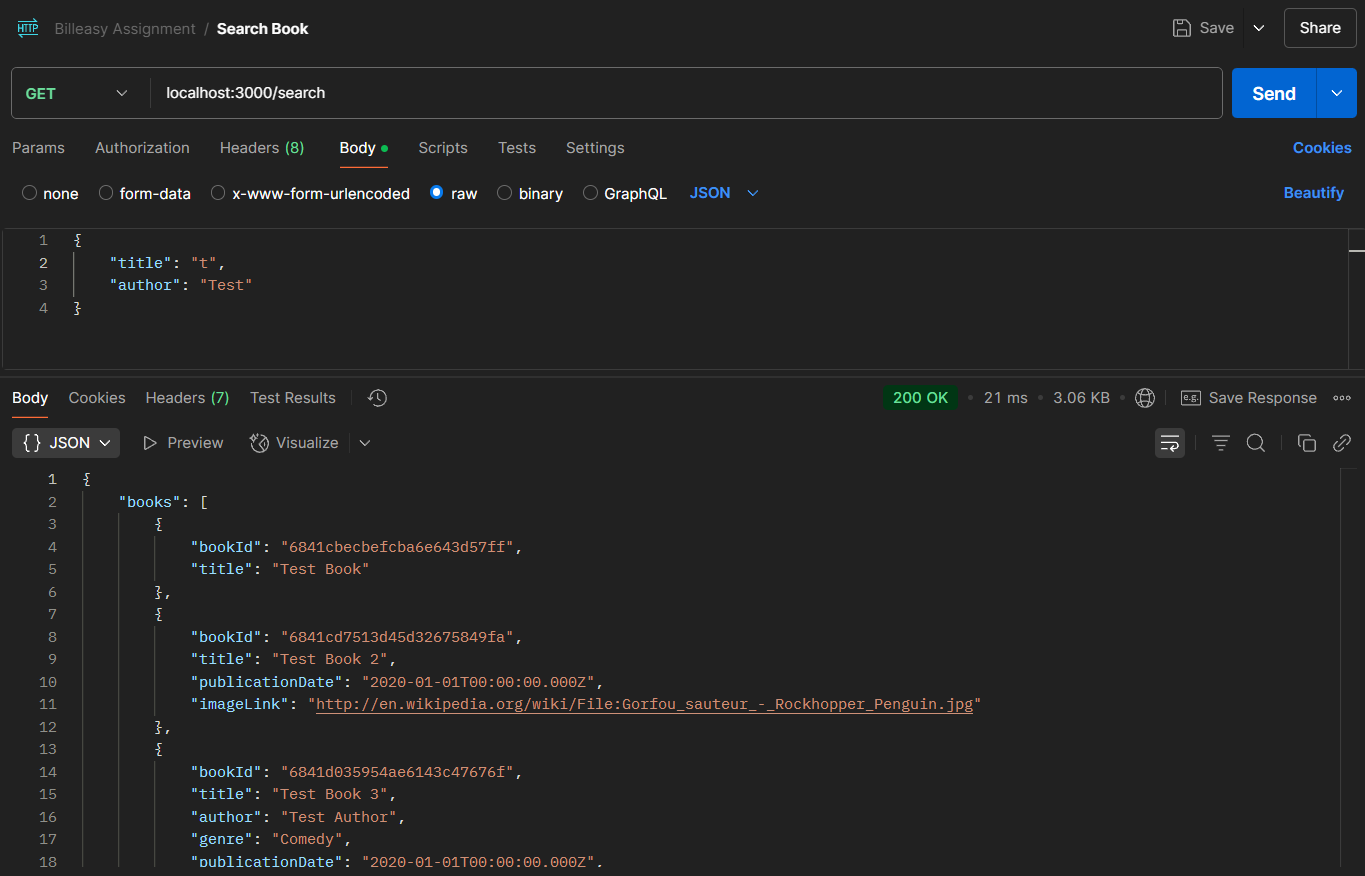 HTTP Billeasy Assignment / Search Book Save Share
GET localhost:3000/search Send
Params Authorization Headers (8) Body Scripts Tests Settings Cookies
none form-data x-www-form-urlencoded raw binary GraphQL JSON Beautify
1 {
2 "title": "t",
3 "author": "Test"
4 }
Body Cookies Headers (7) Test Results 200 OK • 21 ms • 3.06 KB • e.g. Save Response
{} JSON Preview Visualize
1 {
2 "books": [
3 {
4 "bookId": "6841cbecbefcba6e643d57ff",
5 "title": "Test Book"
6 },
7 {
8 "bookId": "6841cd7513d45d32675849fa",
9 "title": "Test Book 2",
10 "publicationDate": "2020-01-01T00:00:00.000Z",
11 "imageLink": "http://en.wikipedia.org/wiki/File:Gorfou_sauteur_-_Rockhopper_Penguin.jpg"
12 },
13 {
14 "bookId": "6841d035954ae6143c47676f",
15 "title": "Test Book 3",
16 "author": "Test Author",
17 "genre": "Comedy",
18 "publicationDate": "2020-01-01T00:00:00.000Z",